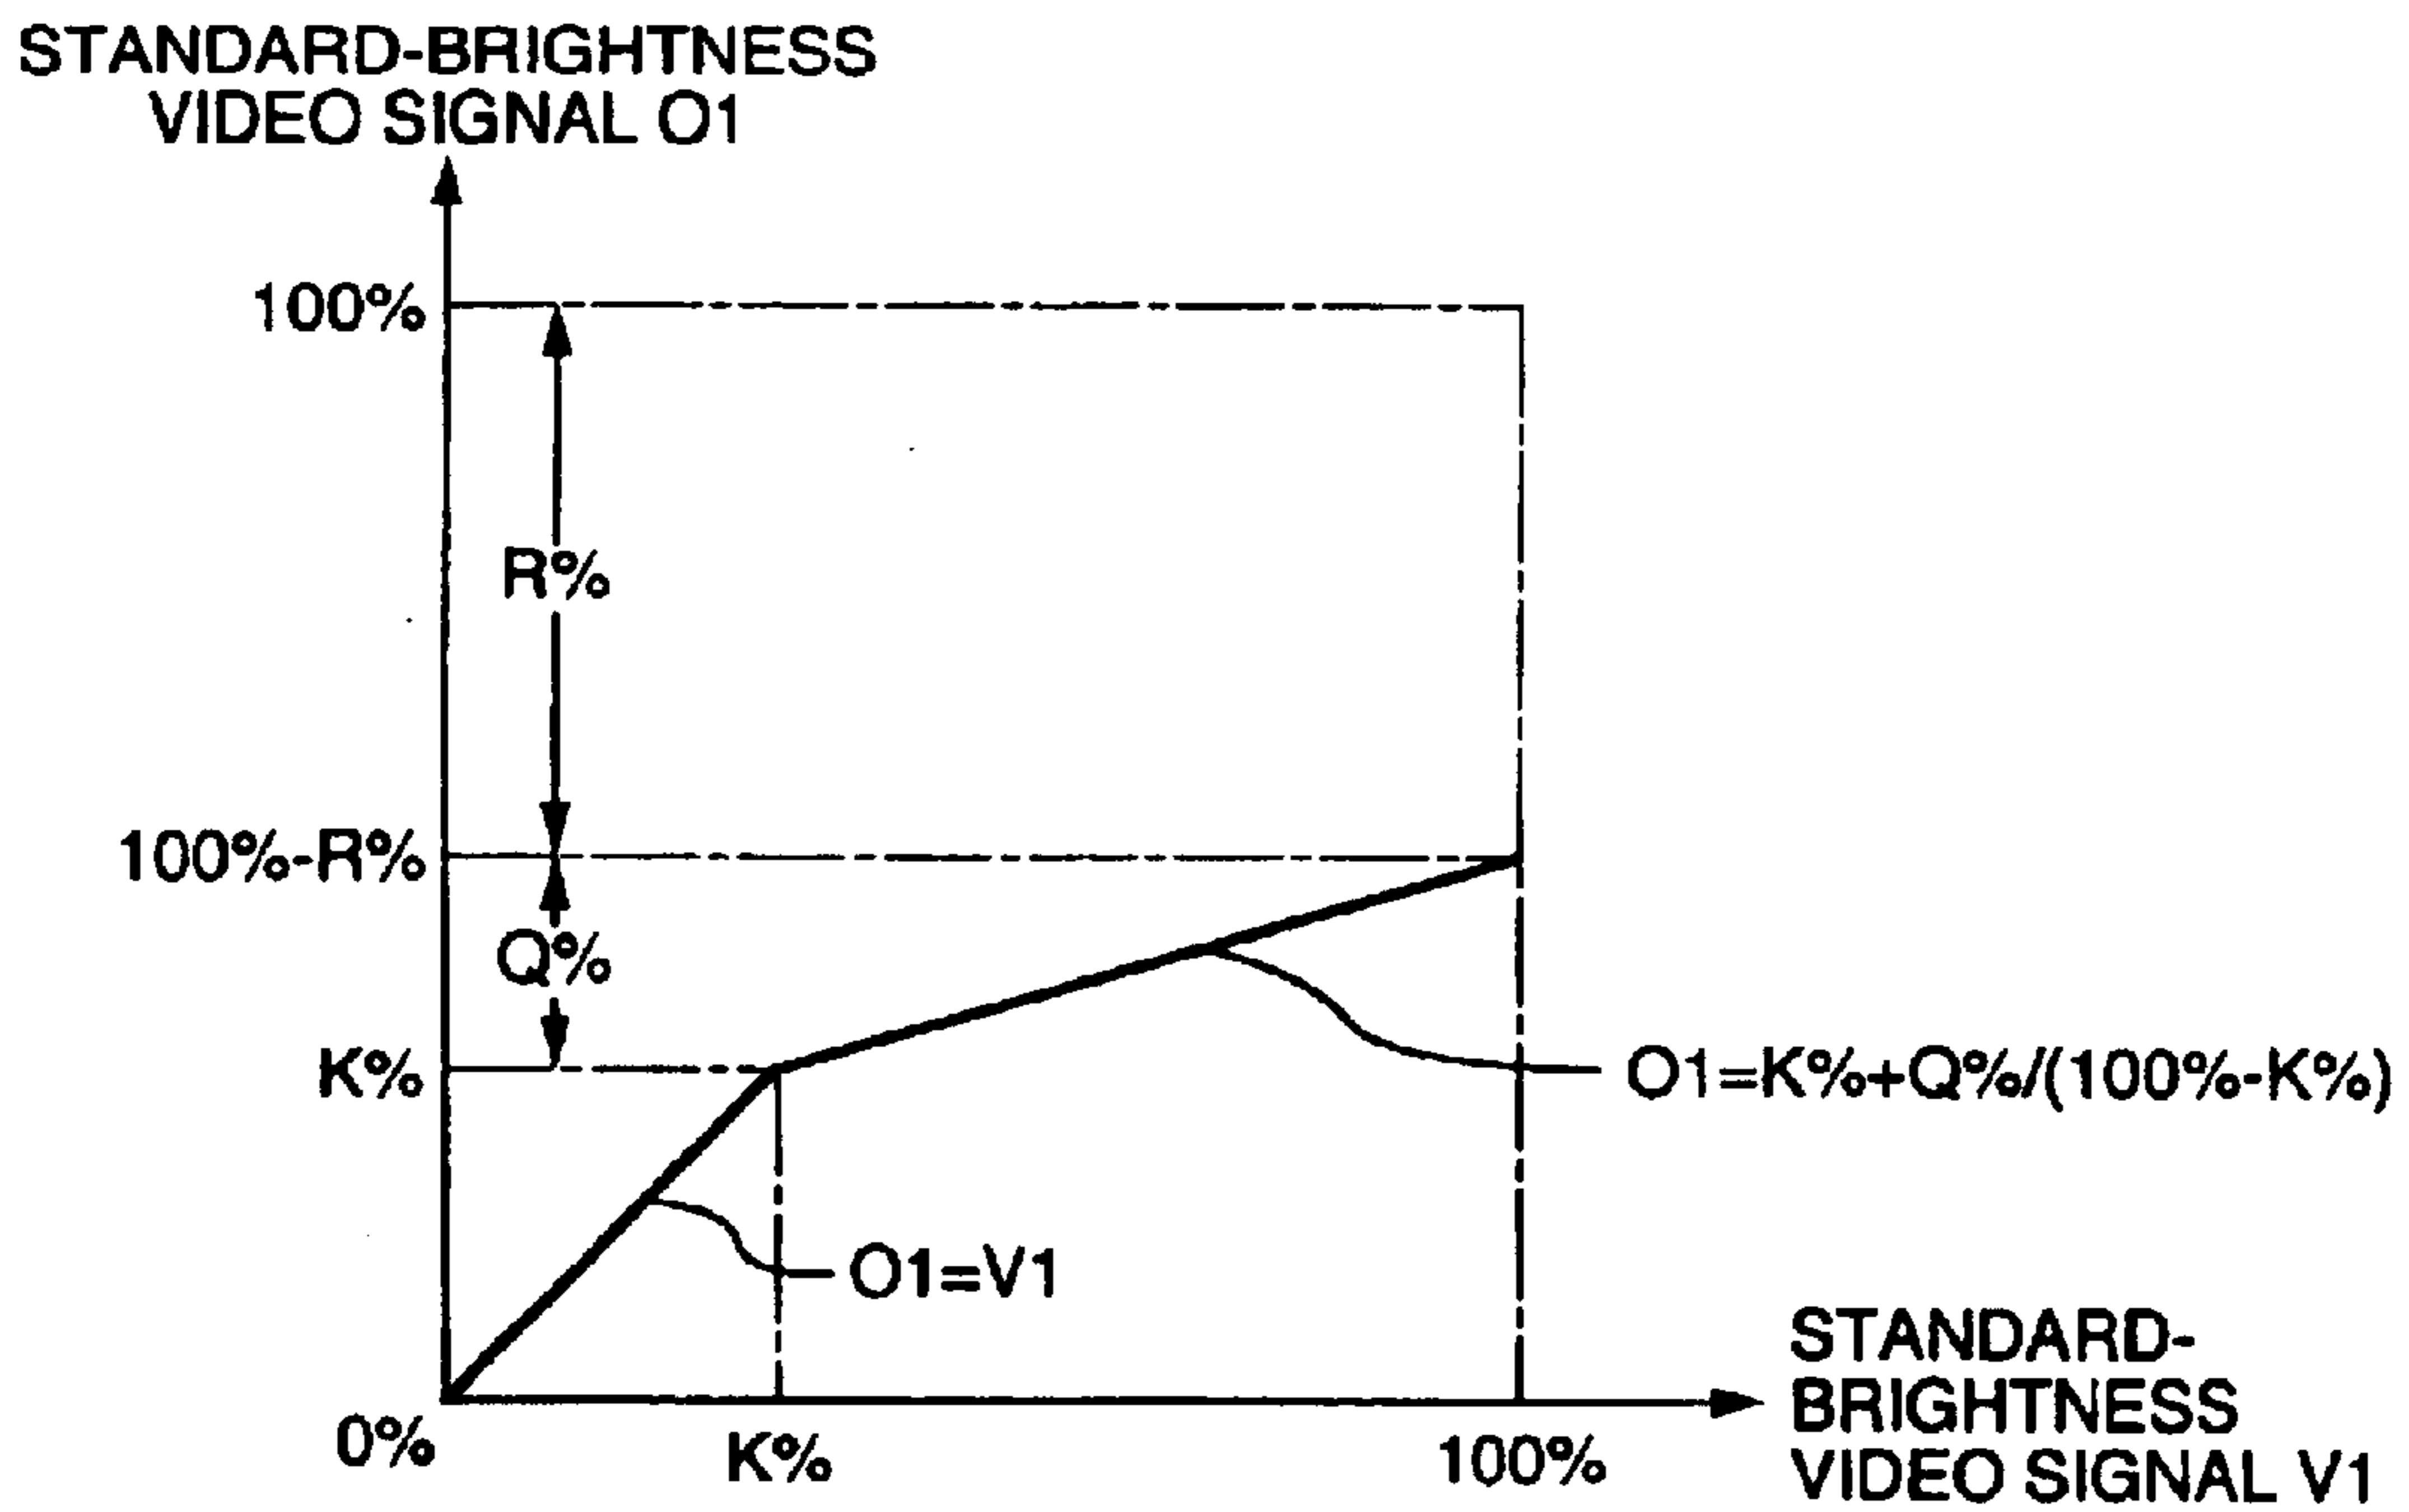 STANDARD-BRIGHTNESS
VIDEO SIGNAL O1
100%
R%
100%-R%
Q%
K%
O1=K%+Q%/(100%-K%)
O1=V1
0%
K%
100%
STANDARD-
BRIGHTNESS
VIDEO SIGNAL V1